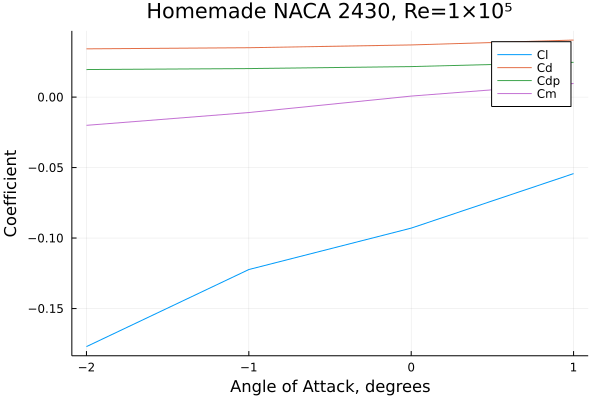 Homemade NACA 2430, Re=1×10⁵
Cl
Cd
Cdp
Cm
0.00
−0.05
−0.10
−0.15
Coefficient
−2
−1
0
1
Angle of Attack, degrees